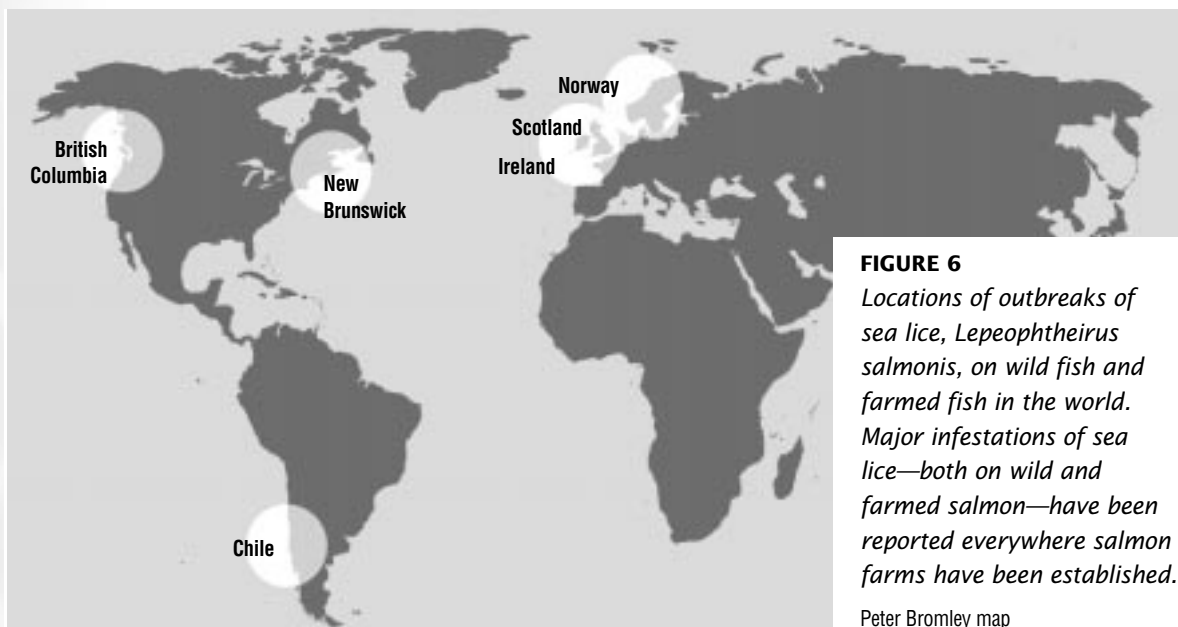 Norway
Scotland
Ireland
British
Columbia
New
Brunswick
Chile
FIGURE 6
Locations of outbreaks of
sea lice, Lepeophtheirus
salmonis, on wild fish and
farmed fish in the world.
Major infestations of sea
lice—both on wild and
farmed salmon—have been
reported everywhere salmon
farms have been established.
Peter Bromley map